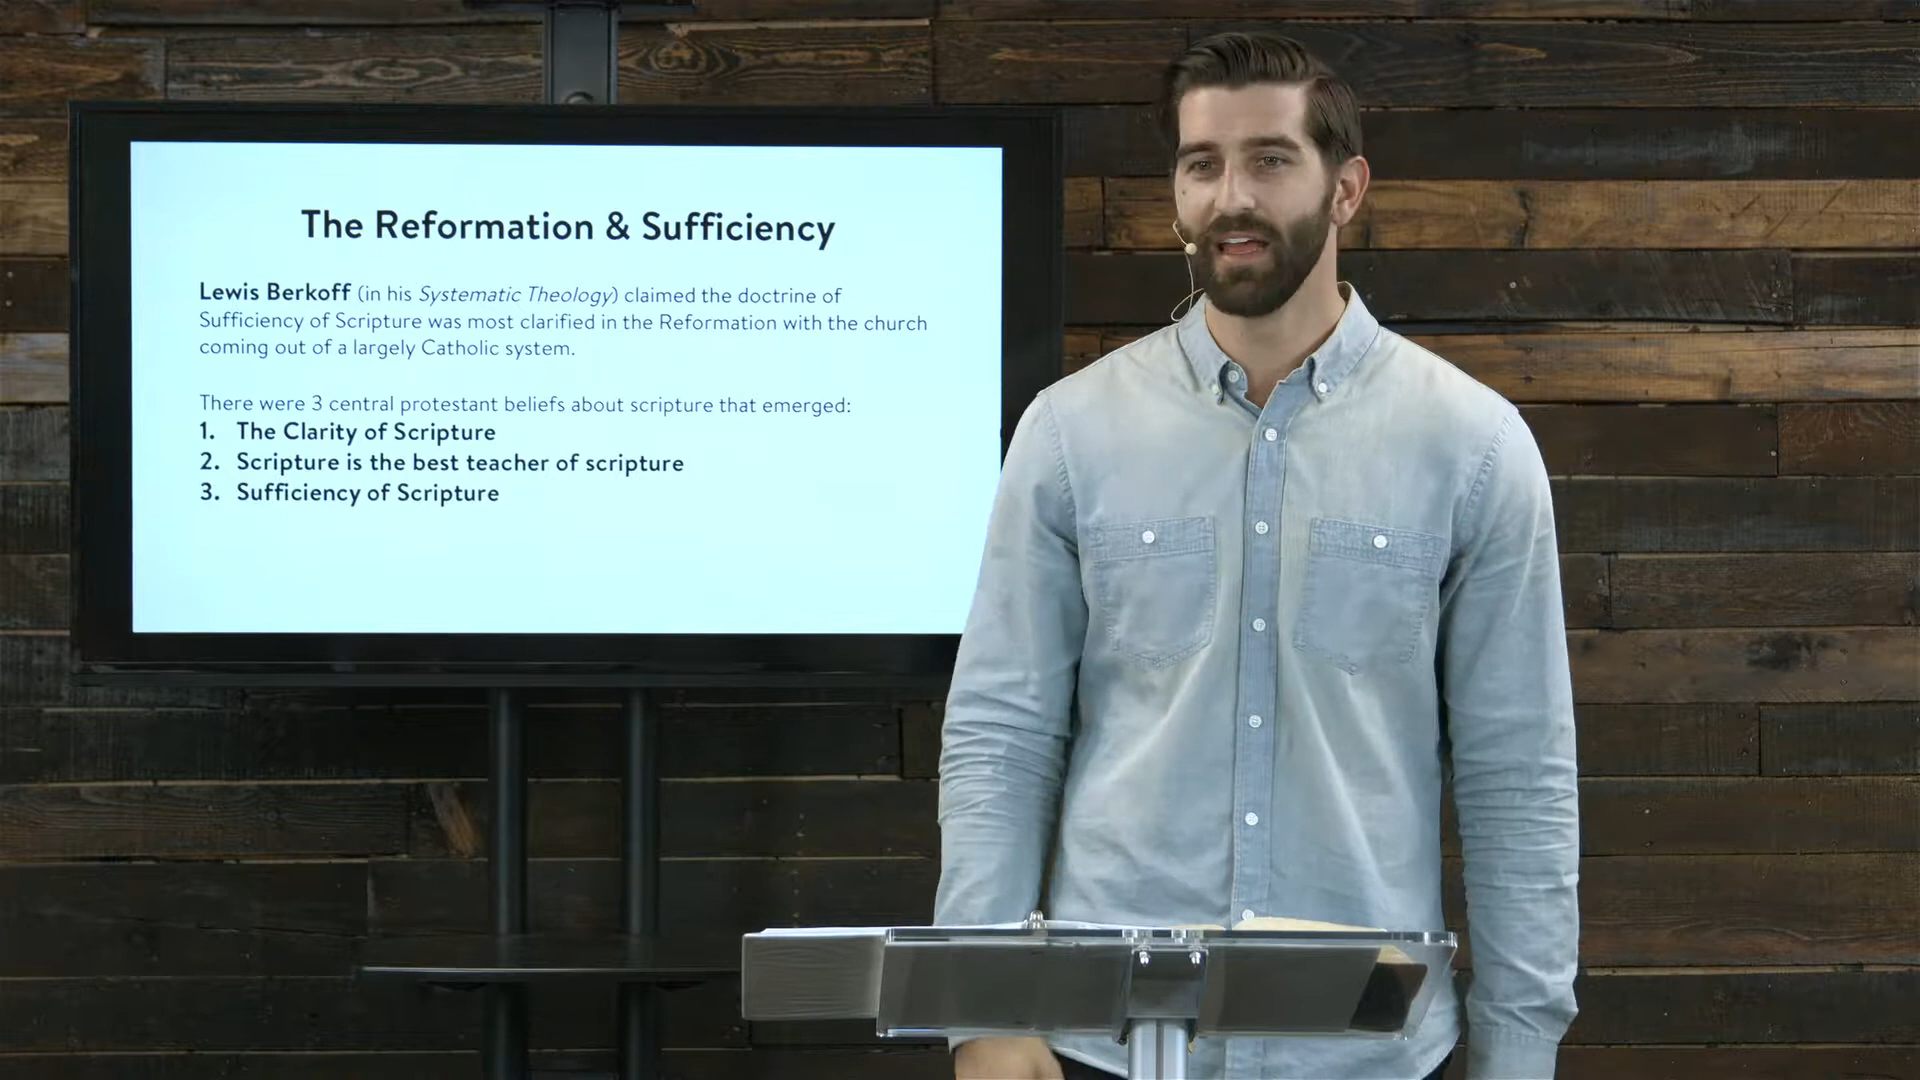 The Reformation & Sufficiency
Lewis Berkoff (in his Systematic Theology) claimed the doctrine of
Sufficiency of Scripture was most clarified in the Reformation with the church
coming out of a largely Catholic system.
There were 3 central protestant beliefs about scripture that emerged:
1. The Clarity of Scripture
2. Scripture is the best teacher of scripture
3. Sufficiency of Scripture